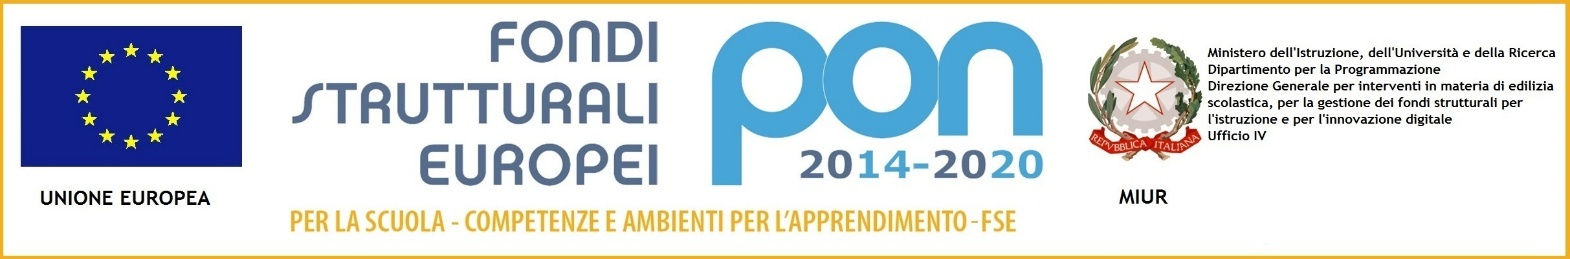 UNIONE EUROPEA
FONDI
STRUTTURALI
EUROPEI
pon
2014-2020
PER LA SCUOLA - COMPETENZE E AMBIENTI PER L'APPRENDIMENTO-FSE
REPVBBLICA ITALIANA
MIUR
Ministero dell'Istruzione, dell'Università e della Ricerca
Dipartimento per la Programmazione
Direzione Generale per interventi in materia di edilizia
scolastica, per la gestione dei fondi strutturali per
l'istruzione e per l'innovazione digitale
Ufficio IV